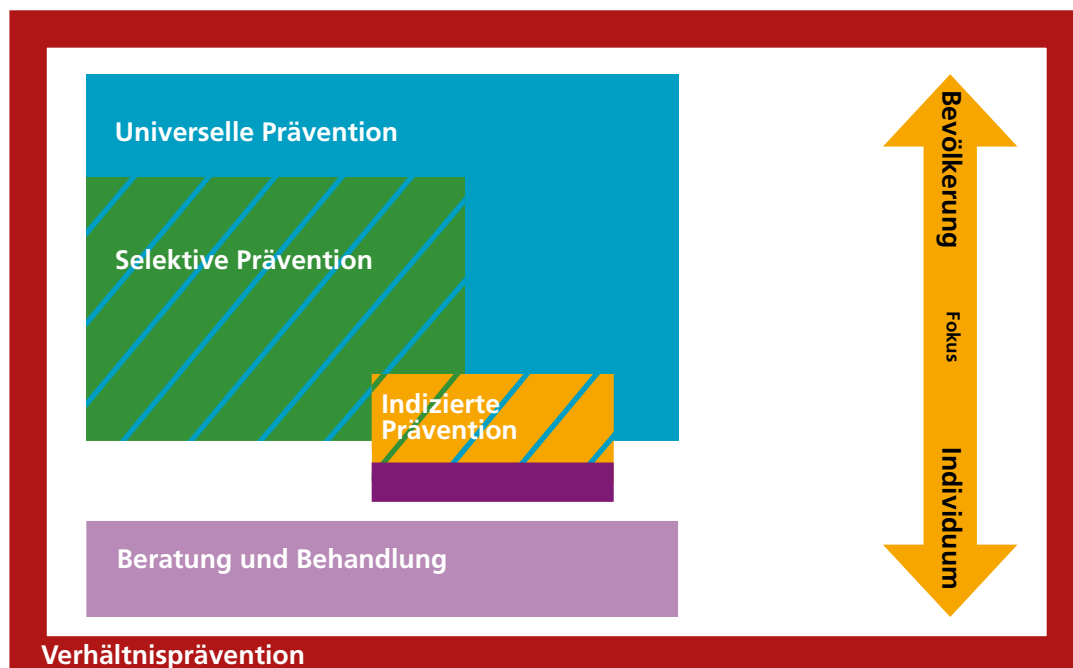 Universelle Prävention
Selektive Prävention
Indizierte
Prävention
Beratung und Behandlung
Verhältnisprävention
Bevölkerung
Fokus
Individuum